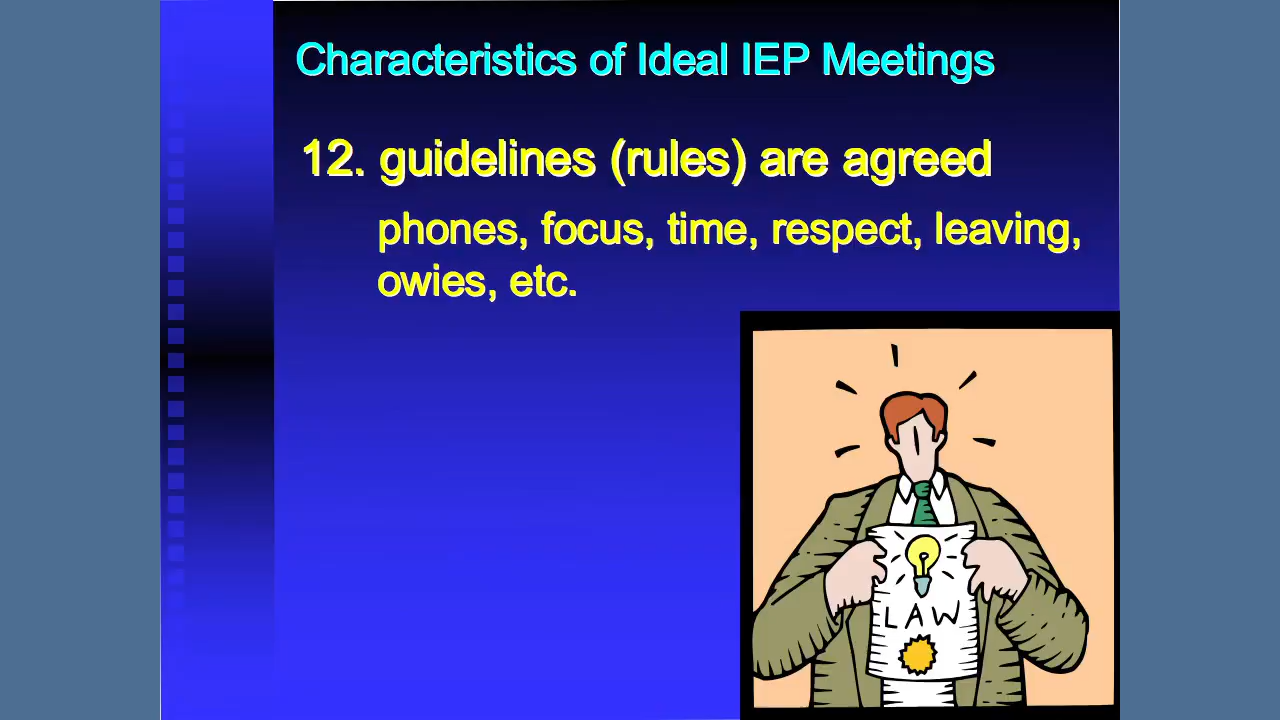 Characteristics of Ideal IEP Meetings
12. guidelines (rules) are agreed
phones, focus, time, respect, leaving,
owies, etc.
LAW